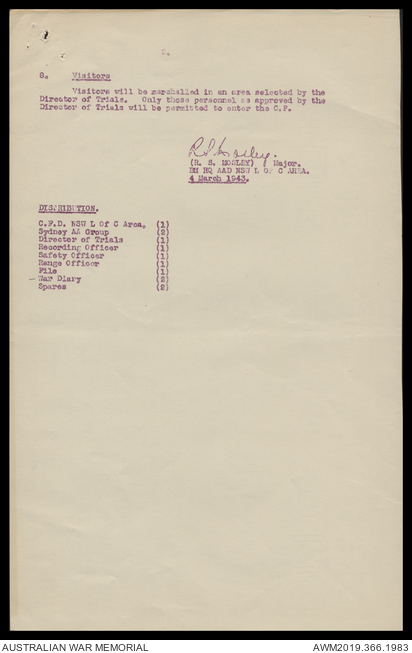 2.
8. Visitors
Visitors will be marshalled in an area selected by the
Director of Trials. Only those personnel as approved by the
Director of Trials will be permitted to enter the C.P.
R S Mosley.
(R. S. MOSLEY) Major.
BM HQ AAD NSW L OF C AREA.
4 March 1943.
DISTRIBUTION.
C.F.D. NSW L Of C Area. (1)
Sydney AA Group (2)
Director of Trials (1)
Recording Officer (1)
Safety Officer (1)
Range Officer (1)
File (1)
War Diary (2)
Spares (2)
AUSTRALIAN WAR MEMORIAL
AWM2019.366.1983